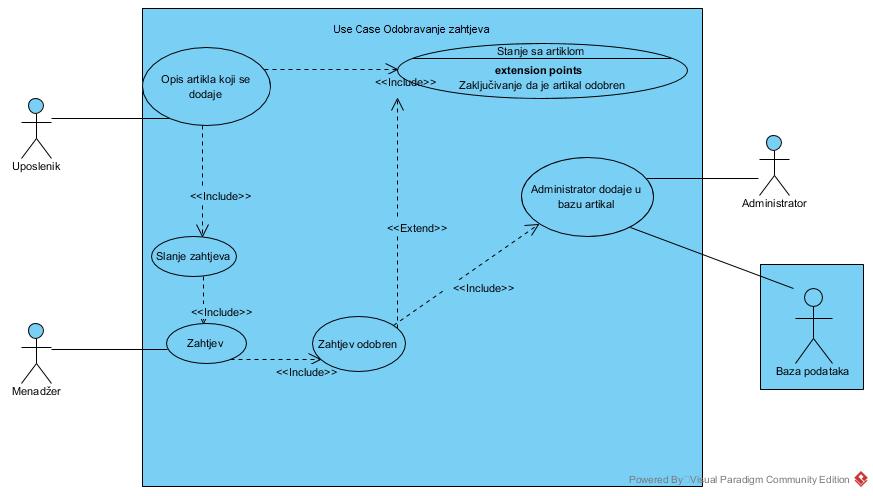 Use Case Odobravanje zahtjeva
Stanje sa artiklom
extension points
Zaključivanje da je artikal odobren
Opis artikla koji se
dodaje
<<Include>>
Uposlenik
Administrator dodaje u
bazu artikal
Administrator
<<Include>>
<<Extend>>
Slanje zahtjeva
<<Include>>
<<Include>>
Zahtjev
Zahtjev odobren
<<Include>>
Menadžer
Baza podataka
Powered By Visual Paradigm Community Edition